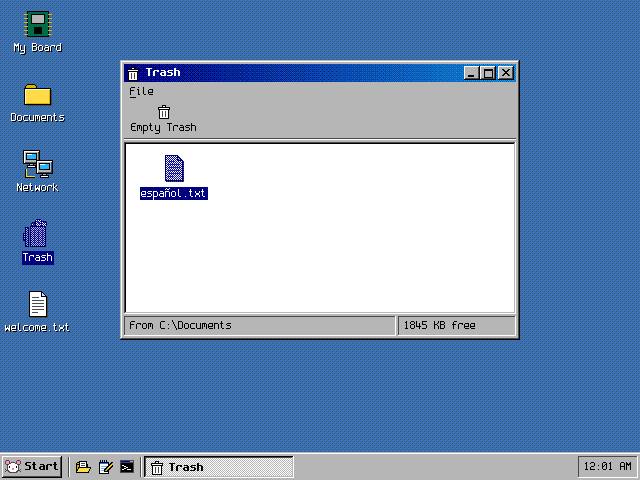 My Board
Documents
Network
Trash
welcome.txt
Trash
File
Empty Trash
español.txt
From C:\Documents
1845 KB free
Start
Trash
12:01 AM